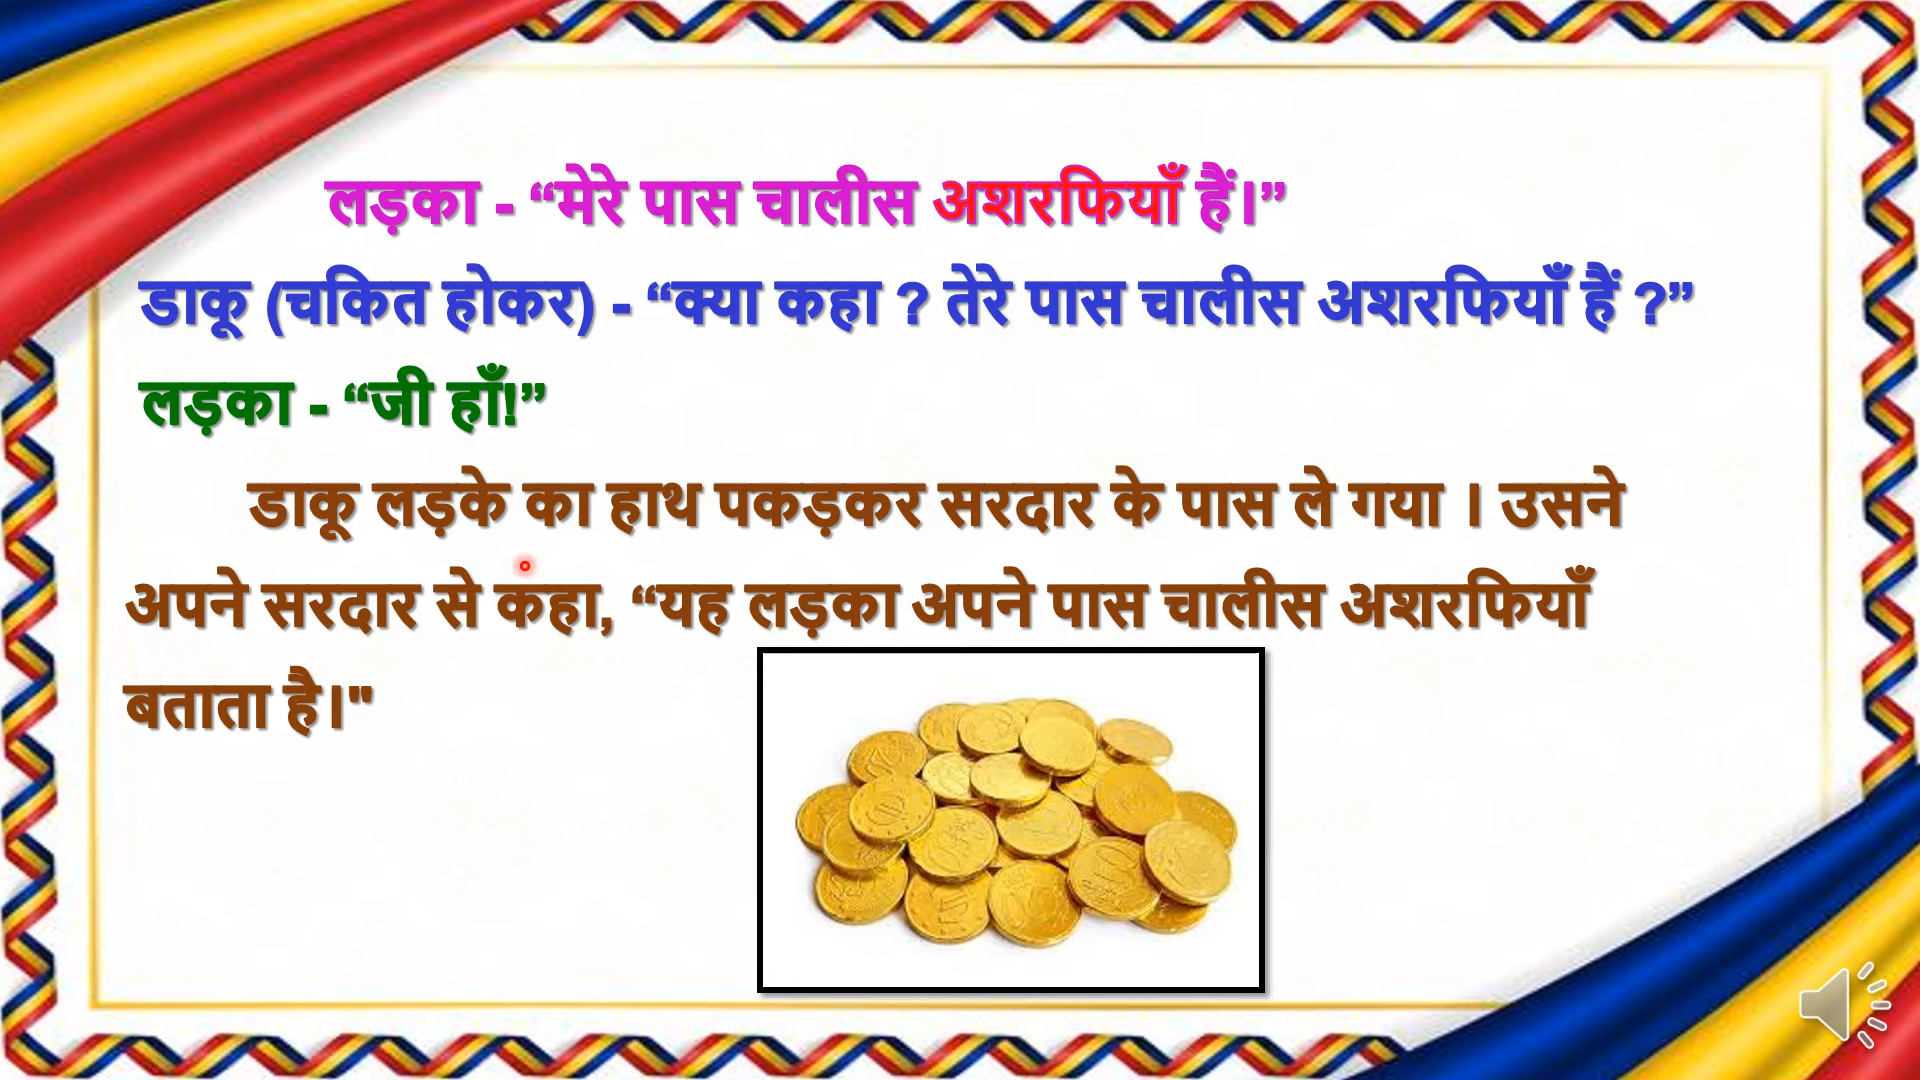 लड़का - “मेरे पास चालीस अशरफियाँ हैं।”
डाकू (चकित होकर) - “क्या कहा ? तेरे पास चालीस अशरफियाँ हैं ?”
लड़का - “जी हाँ!”
डाकू लड़के का हाथ पकड़कर सरदार के पास ले गया । उसने
अपने सरदार से कहा, “यह लड़का अपने पास चालीस अशरफियाँ
बताता है।"